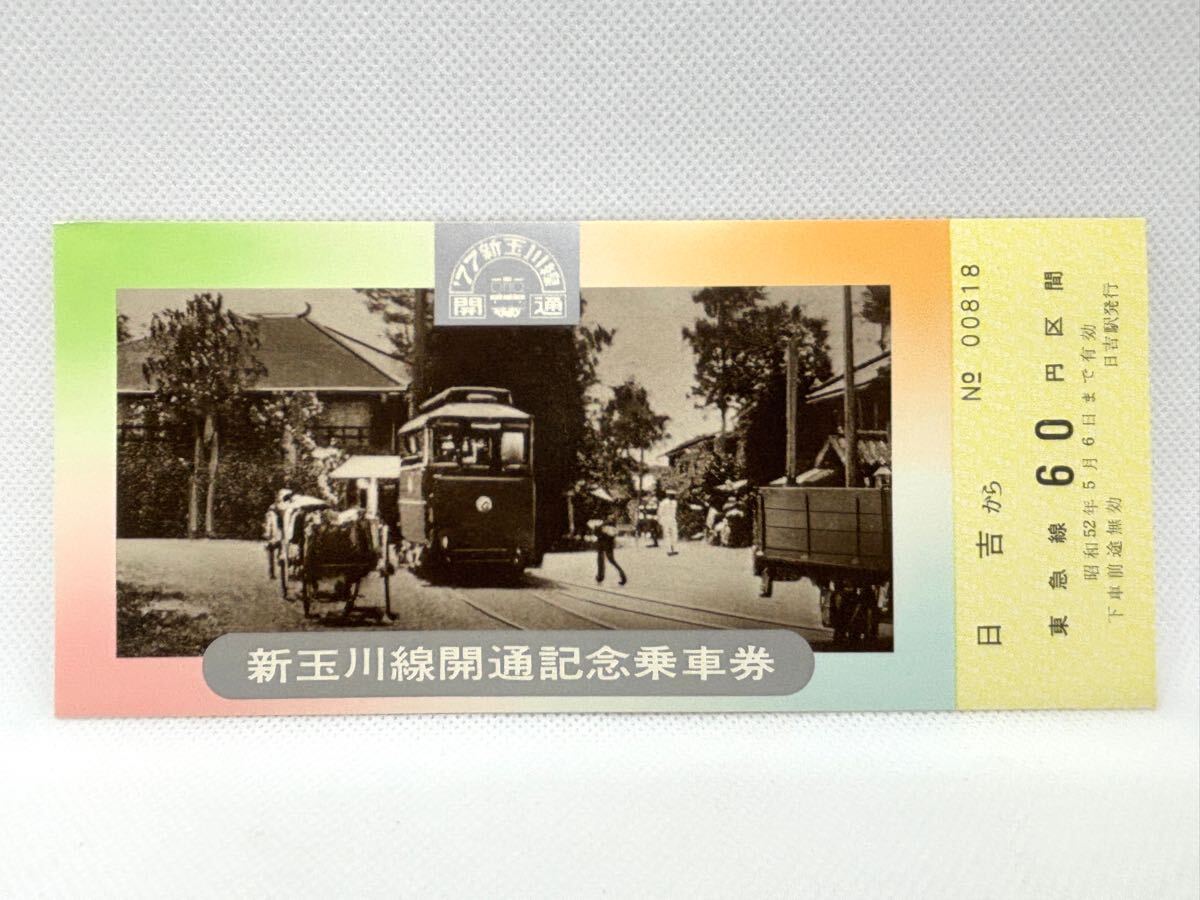 '77新玉川線
開通
新玉川線開通記念乗車券
№ 00818
日吉から
東急線 60 円区間
昭和52年5月6日まで有効
下車前途無効 日吉駅発行